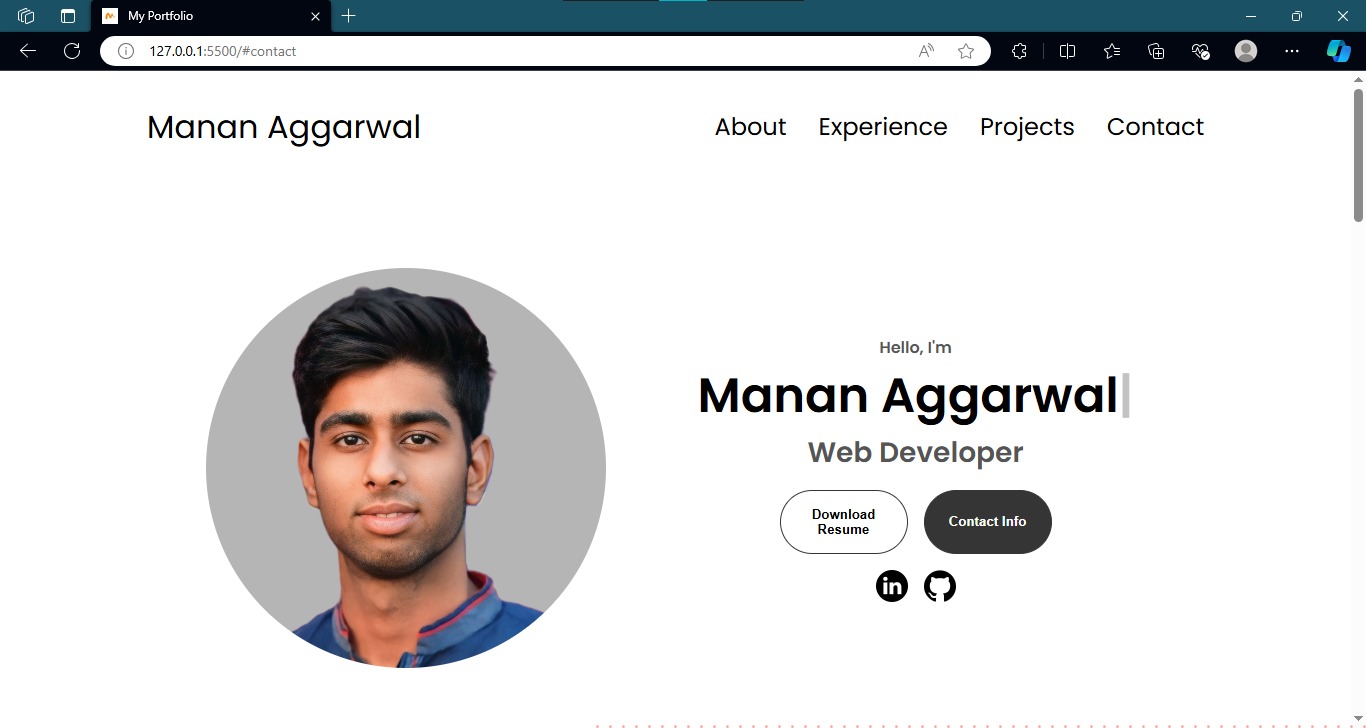 My Portfolio
127.0.0.1:5500/#contact
Manan Aggarwal
About Experience Projects Contact
Hello, I'm
Manan Aggarwal
Web Developer
Download
Resume
Contact Info
in